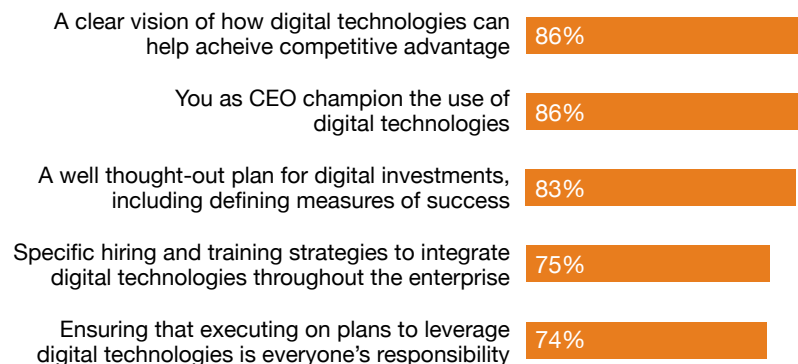 A clear vision of how digital technologies can
help acheive competitive advantage
86%
You as CEO champion the use of
digital technologies
86%
A well thought-out plan for digital investments,
including defining measures of success
83%
Specific hiring and training strategies to integrate
digital technologies throughout the enterprise
75%
Ensuring that executing on plans to leverage
digital technologies is everyone’s responsibility
74%